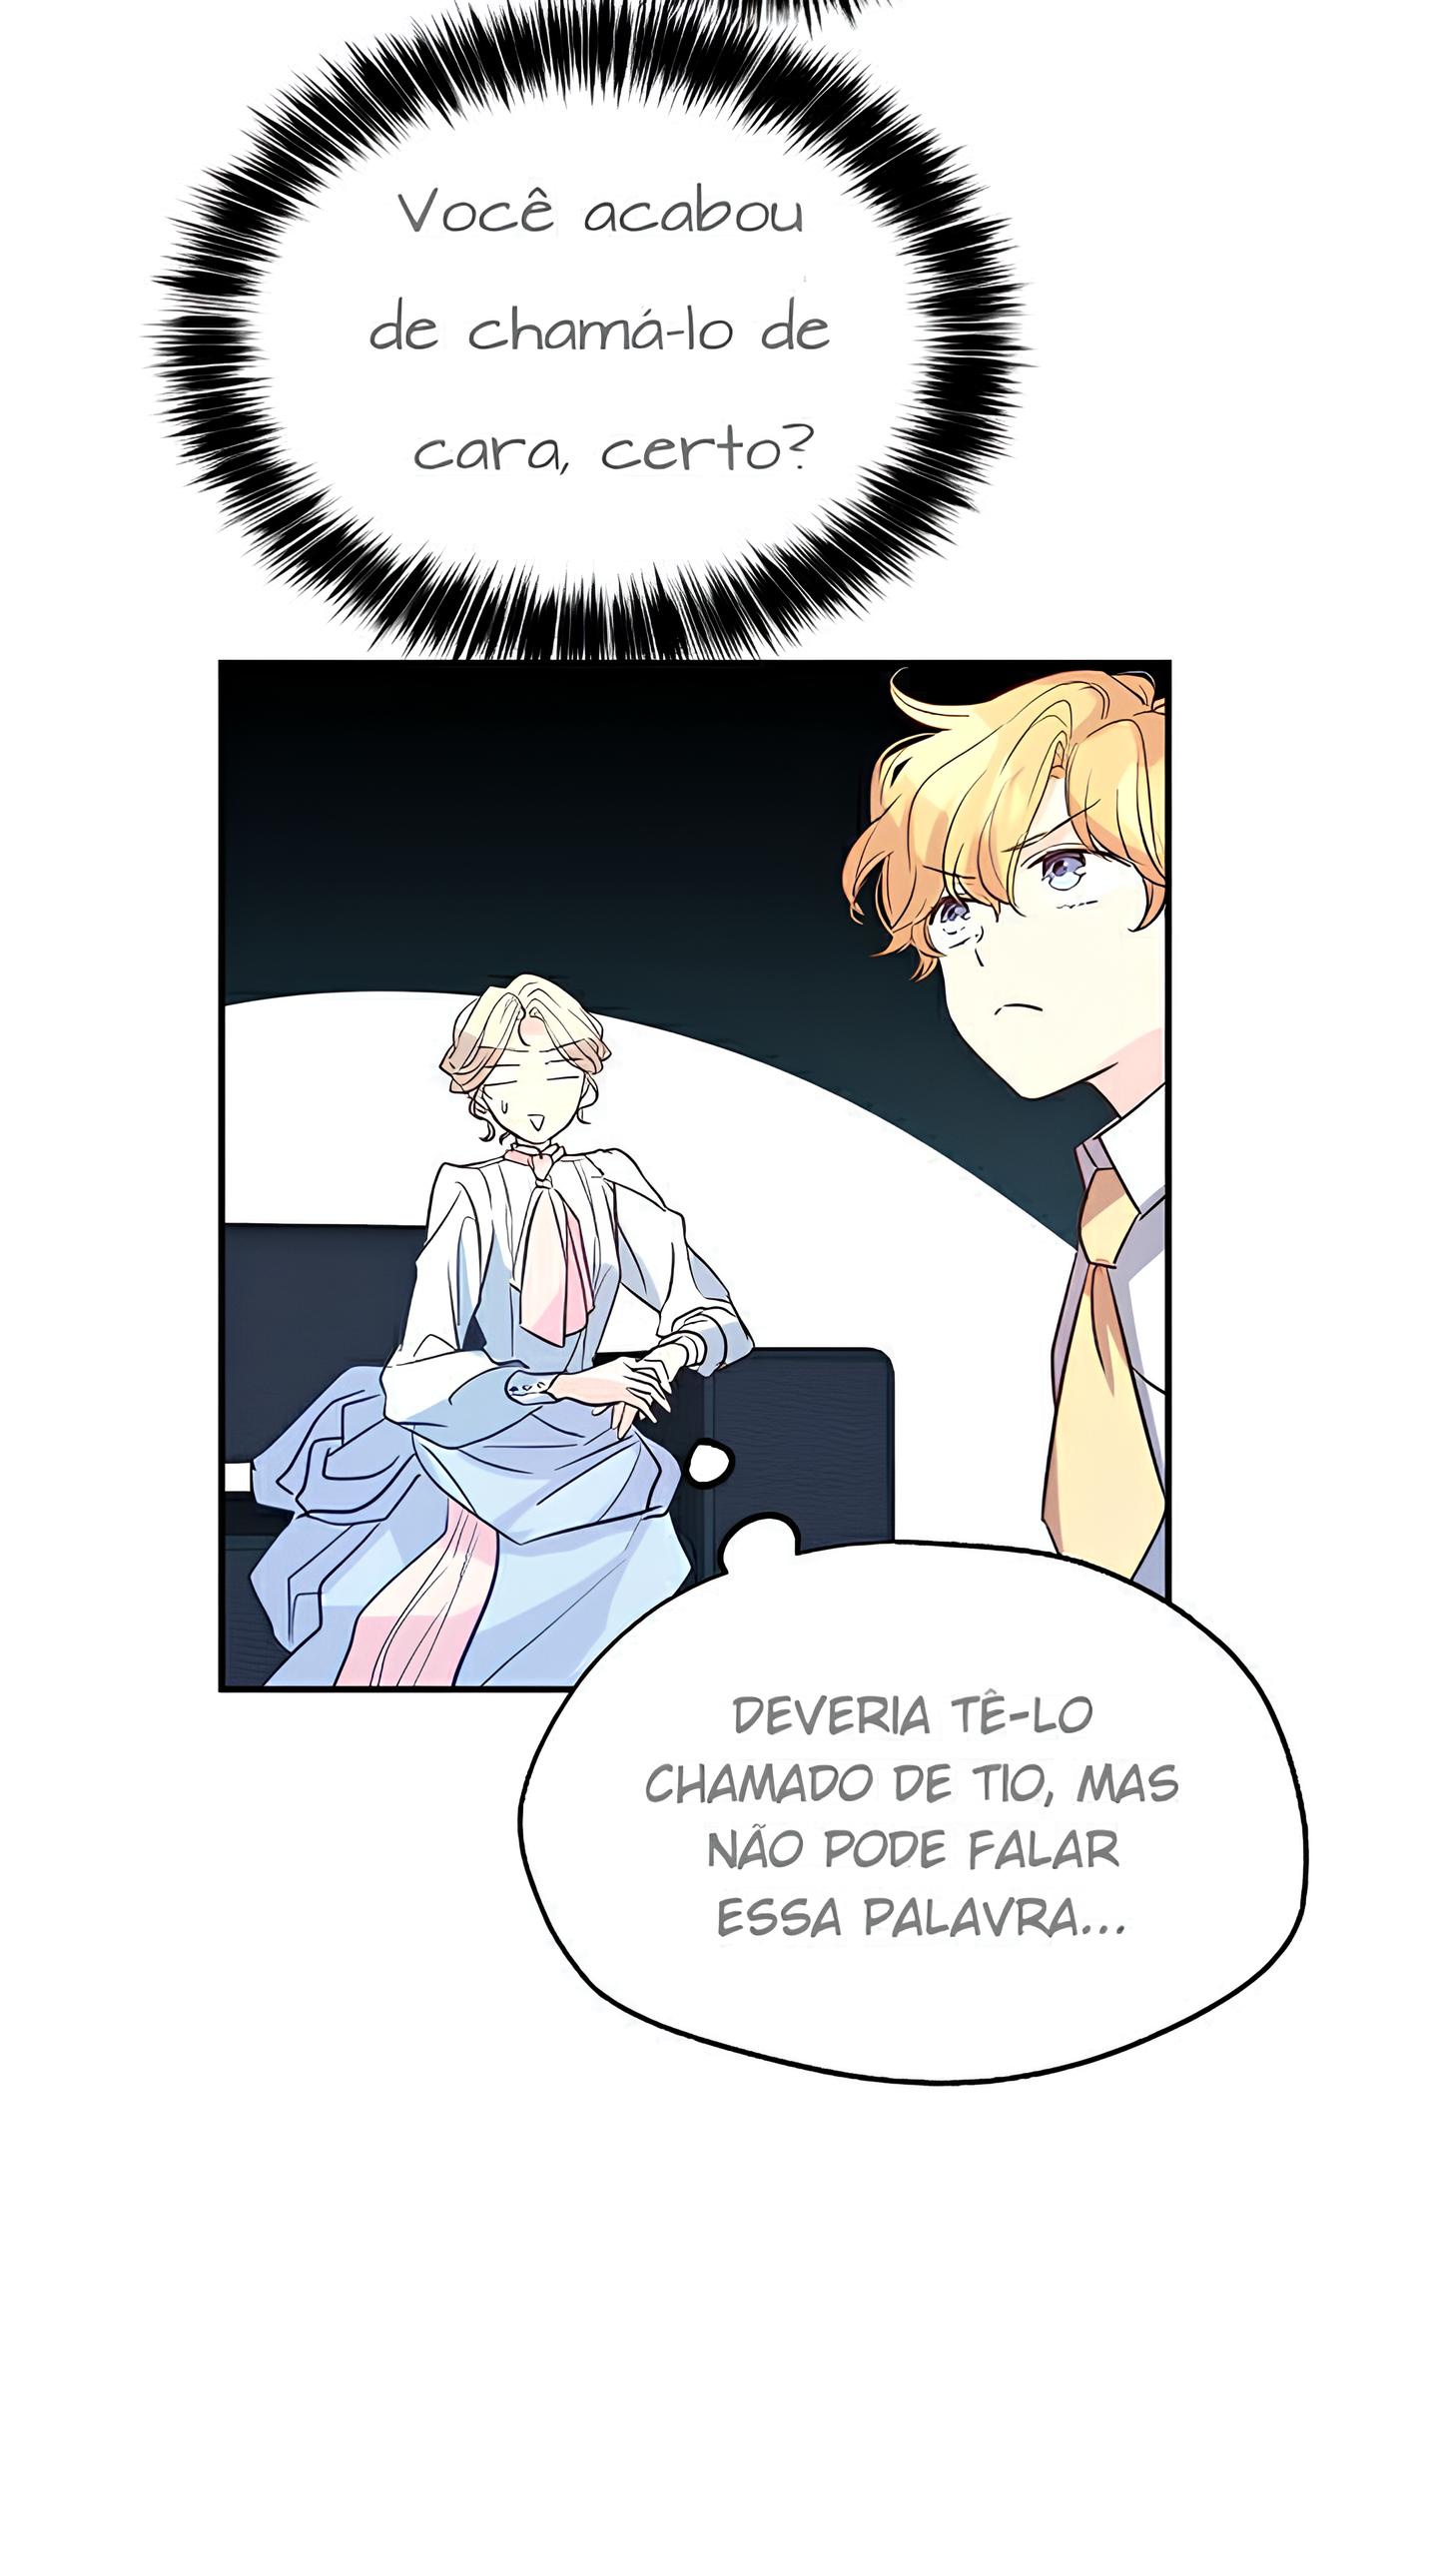 Você acabou
de chamá-lo de
cara, certo?
DEVERIA TÊ-LO
CHAMADO DE TIO, MAS
NÃO PODE FALAR
ESSA PALAVRA...